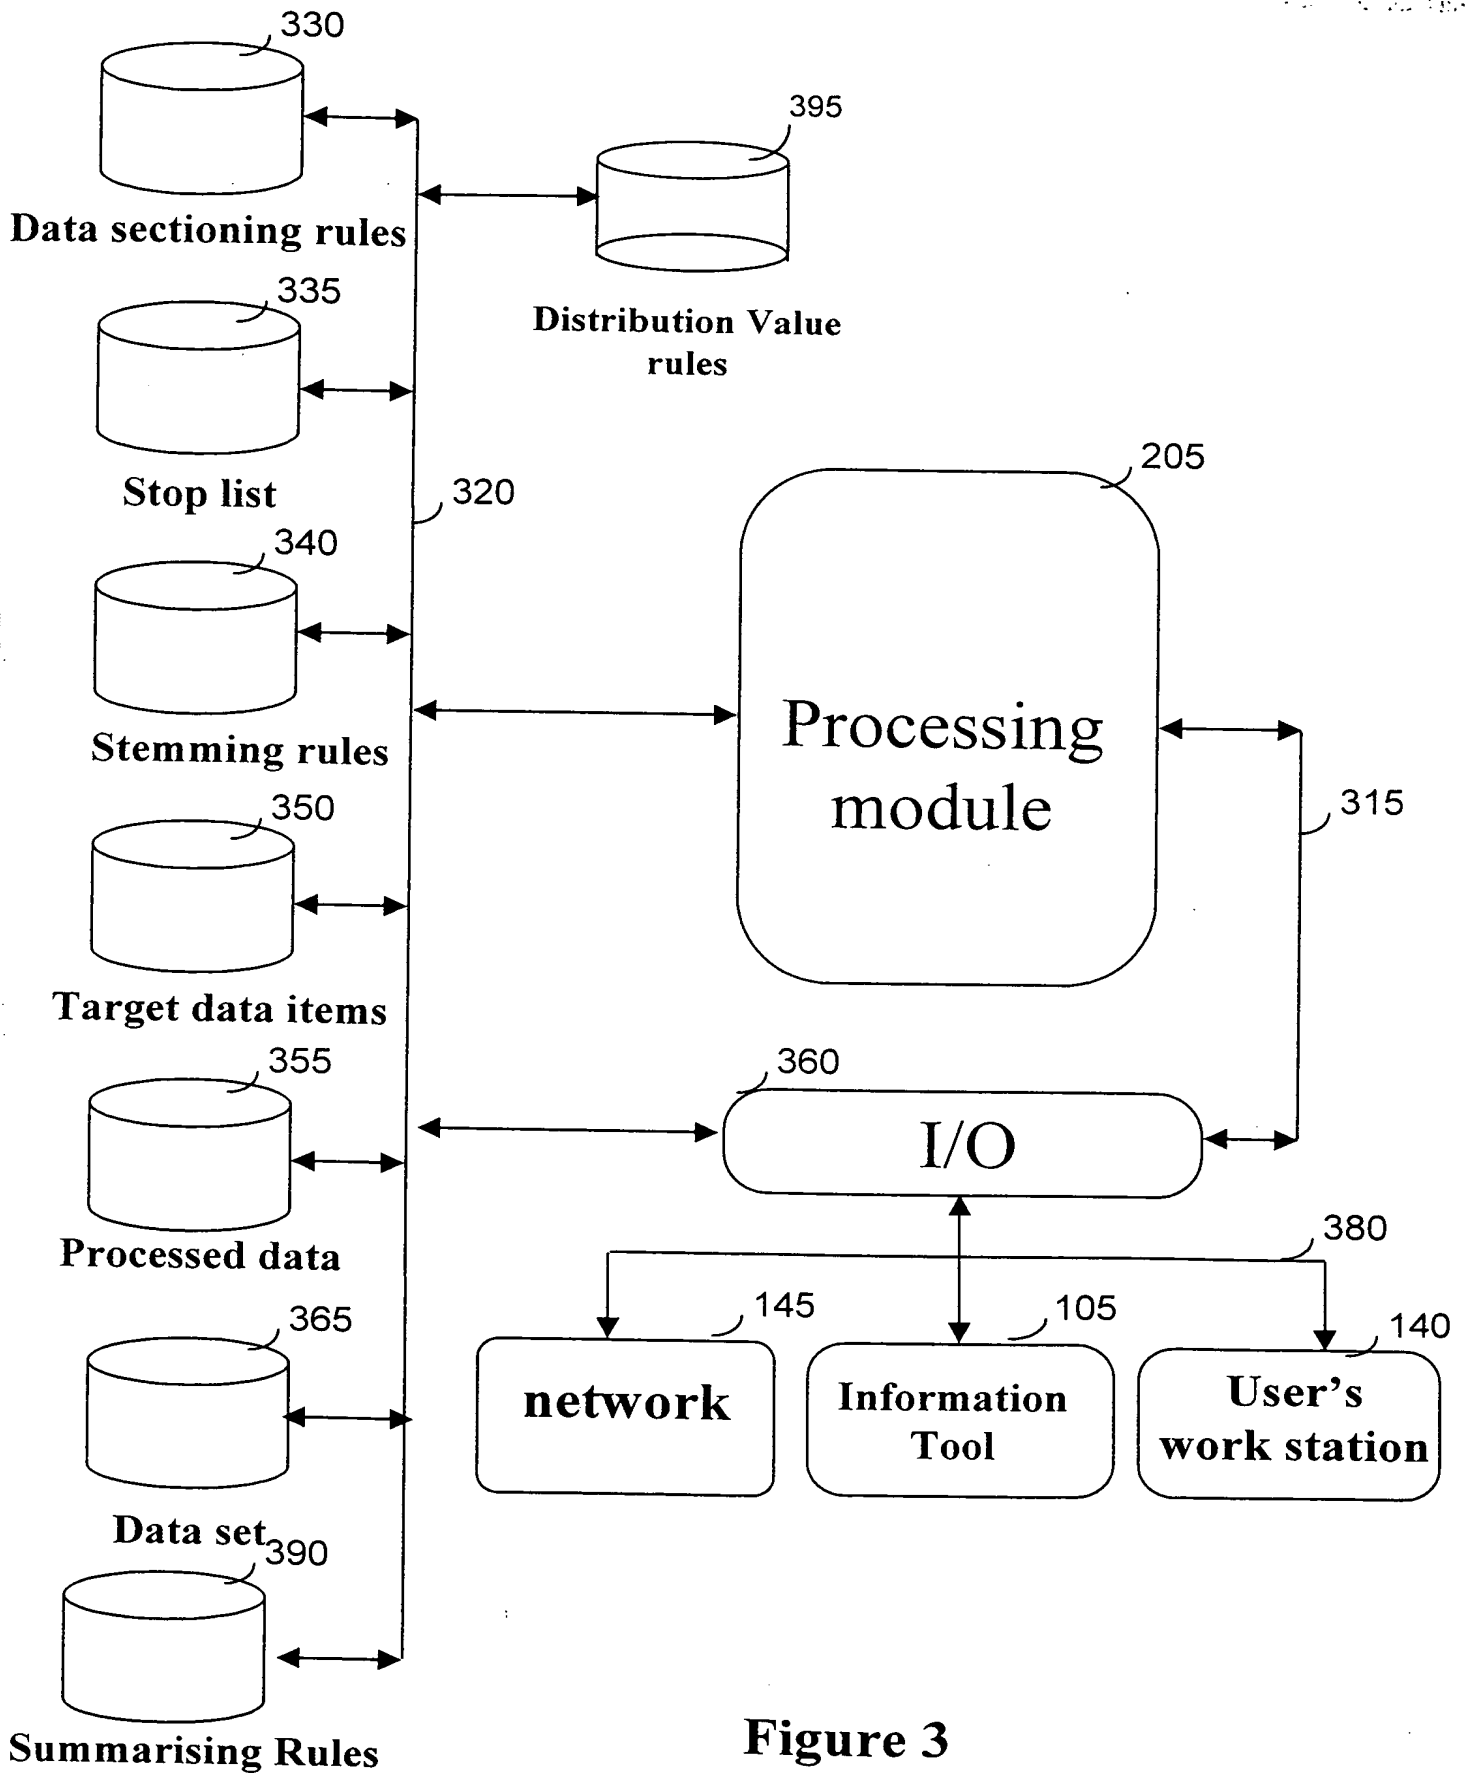 330
395
Data sectioning rules
335
Distribution Value
rules
205
Stop list
320
340
Processing
module
Stemming rules
315
350
Target data items
355
360
I/O
Processed data
380
365
145
105
140
network
Information
Tool
User's
work station
Data set
390
Summarising Rules
Figure 3